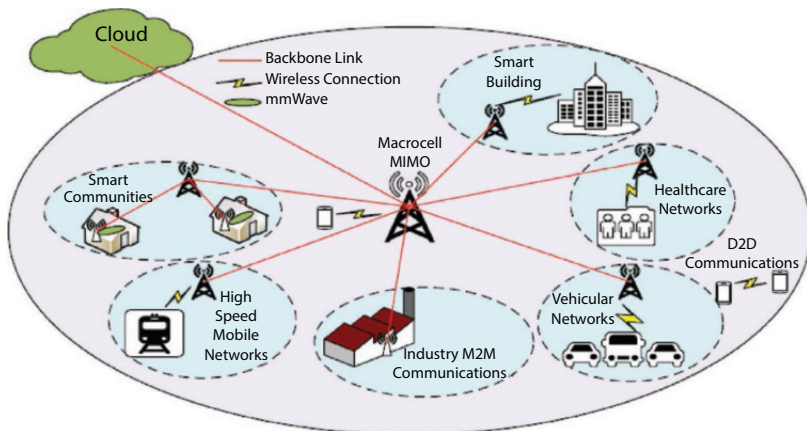 Cloud
Backbone Link
Wireless Connection
mmWave
Smart
Building
Macrocell
MIMO
Smart
Communities
Healthcare
Networks
D2D
Communications
High
Speed
Mobile
Networks
Vehicular
Networks
Industry M2M
Communications